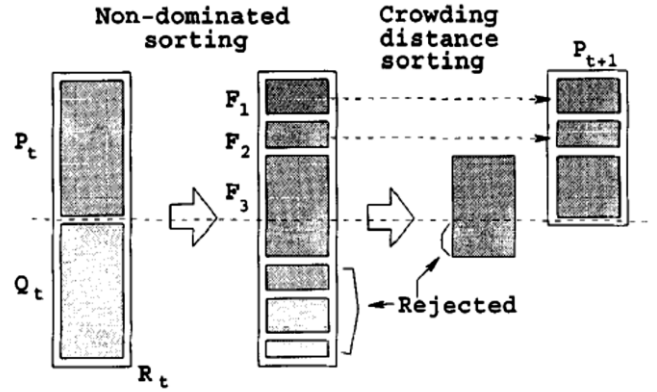 Non-dominated
sorting
Crowding
distance
sorting
P t+1
F 1
P t
F 2
F 3
Q t
Rejected
R t